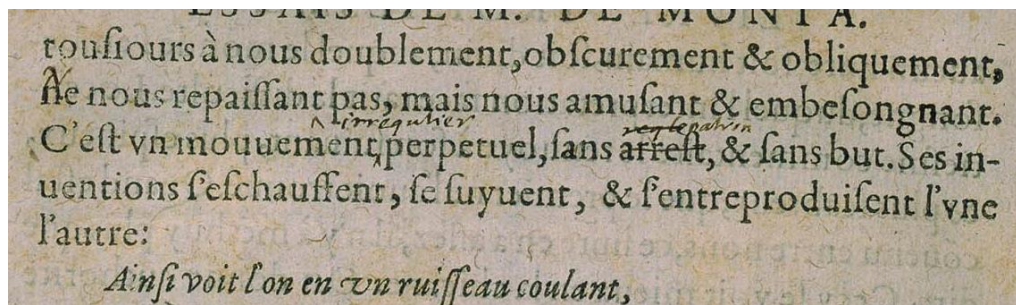 ESSAIS DE M. DE MONTA.
touſiours à nous doublement, obſcurement & obliquement,
Ne nous repaiſſant pas, mais nous amuſant & embeſongnant.
irregulier
C'eſt vn mouuement, perpetuel, ſans arreſt, & ſans but. Ses in-
uentions ſ'eſchauffent, ſe ſuyuent, & ſ'entreproduiſent l'vne
l'autre:
Ainſi voit l'on en vn ruiſſeau coulant,